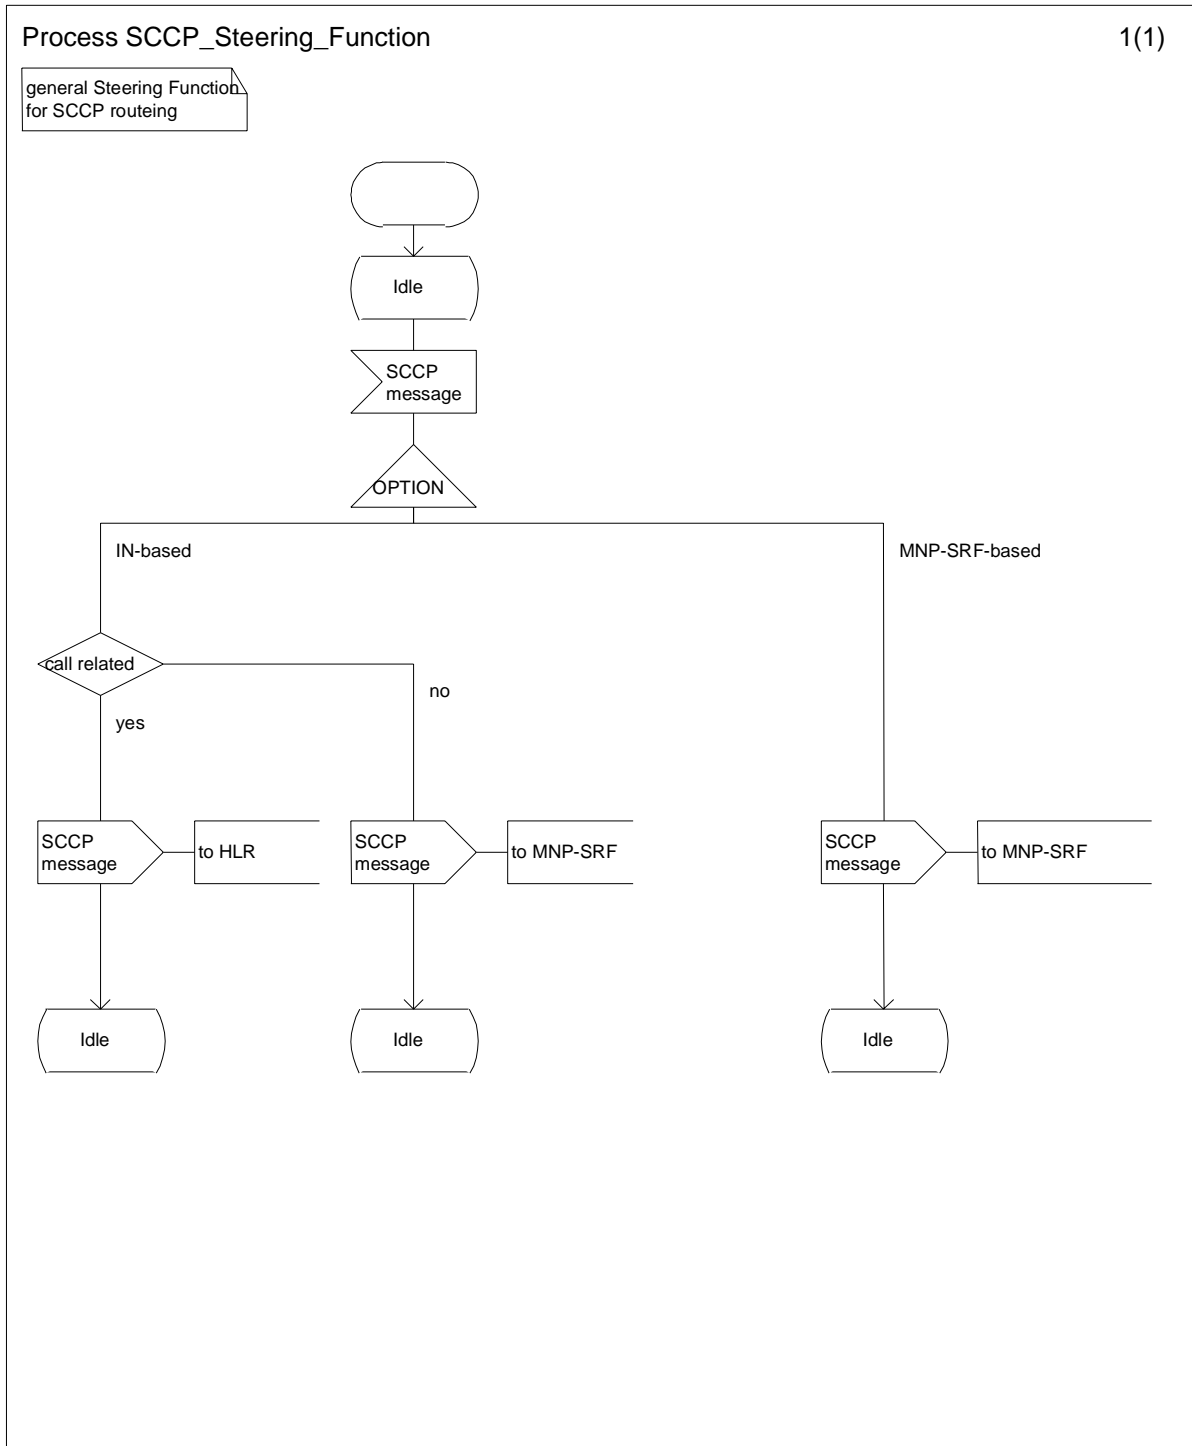 Process SCCP_Steering_Function
1(1)
general Steering Function
for SCCP routeing
Idle
SCCP
message
OPTION
IN-based
MNP-SRF-based
call related
no
yes
SCCP
message
to HLR
SCCP
message
to MNP-SRF
SCCP
message
to MNP-SRF
Idle
Idle
Idle